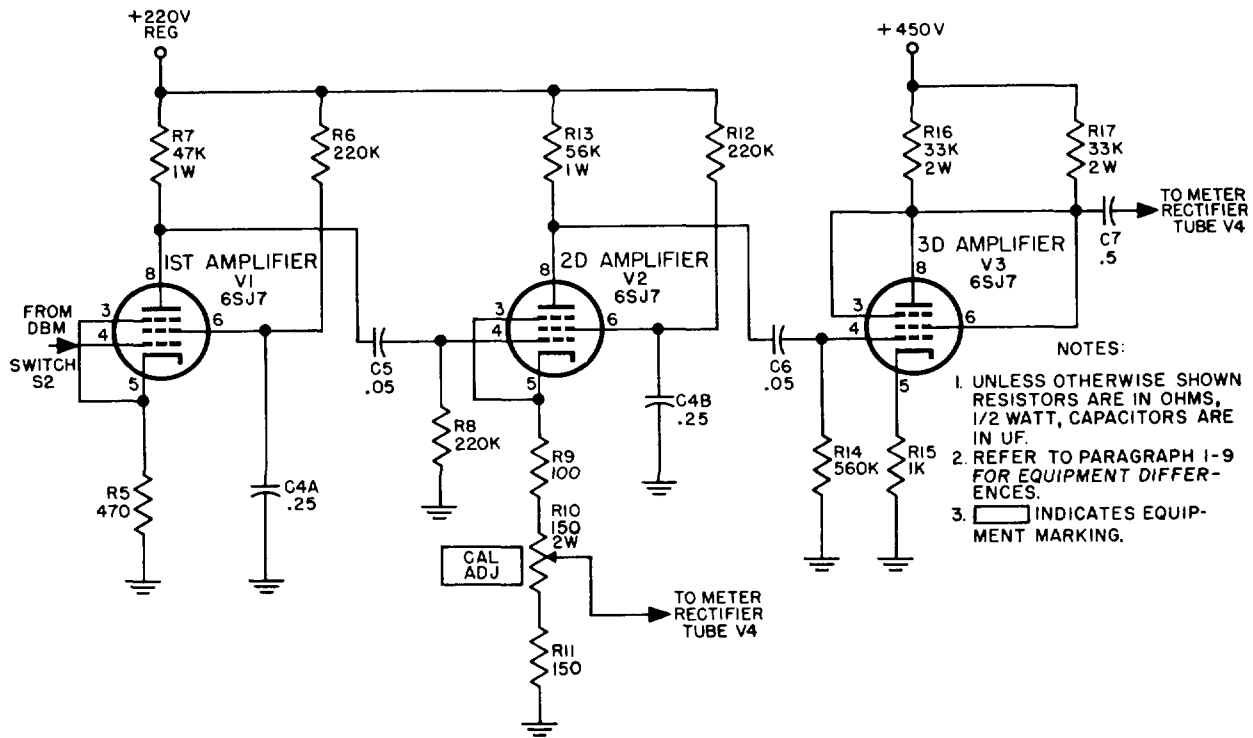 +220V
REG
+450V
R7
47K
1W
R6
220K
R13
56K
1W
R12
220K
R16
33K
2W
R17
33K
2W
TO METER
RECTIFIER
TUBE V4
C7
.5
1ST AMPLIFIER
V1
6SJ7
8
3
4
6
5
FROM
DBM
SWITCH
S2
2D AMPLIFIER
V2
6SJ7
8
3
4
6
5
3D AMPLIFIER
V3
6SJ7
8
3
4
6
5
C5
.05
C6
.05
R8
220K
C4B
.25
R5
470
C4A
.25
R9
100
R10
150
2W
CAL
ADJ
TO METER
RECTIFIER
TUBE V4
R11
150
R14
560K
R15
1K
NOTES:
1. UNLESS OTHERWISE SHOWN
RESISTORS ARE IN OHMS,
1/2 WATT, CAPACITORS ARE
IN UF.
2. REFER TO PARAGRAPH 1-9
FOR EQUIPMENT DIFFER-
ENCES.
3. INDICATES EQUIP-
MENT MARKING.